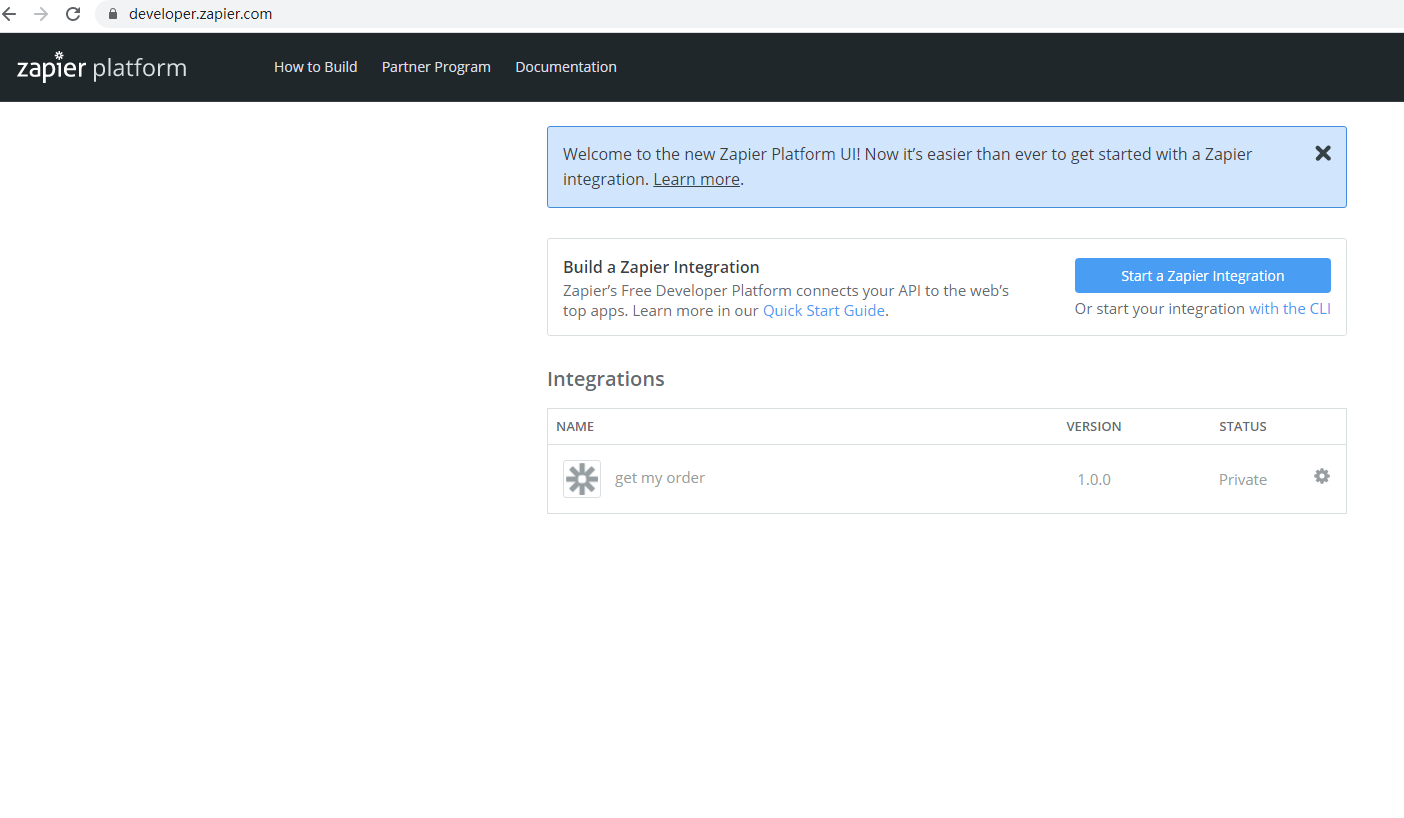 developer.zapier.com
zapier platform
How to Build
Partner Program
Documentation
Welcome to the new Zapier Platform UI! Now it’s easier than ever to get started with a Zapier
integration. Learn more.
Build a Zapier Integration
Zapier’s Free Developer Platform connects your API to the web’s
top apps. Learn more in our Quick Start Guide.
Start a Zapier Integration
Or start your integration with the CLI
Integrations
NAME
VERSION
STATUS
get my order
1.0.0
Private